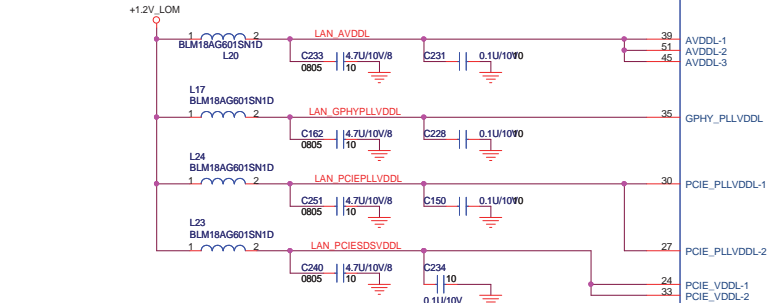 +1.2V_LOM
1 2 LAN_AVDDL 39 AVDDL-1
BLM18AG601SN1D 51 AVDDL-2
L20 C233 4.7U/10V/8 C231 0.1U/10V 45 AVDDL-3
0805 10
L17
BLM18AG601SN1D
1 2 LAN_GPHYPLLVDDL 35 GPHY_PLLVDDL
C162 4.7U/10V/8 C228 0.1U/10V
0805 10
L24
BLM18AG601SN1D
1 2 LAN_PCIEPLLVDDL 30 PCIE_PLLVDDL-1
C251 4.7U/10V/8 C150 0.1U/10V
0805 10
L23
BLM18AG601SN1D
1 2 LAN_PCIESDSVDDL 27 PCIE_PLLVDDL-2
C240 4.7U/10V/8 C234
0805 10 10 24 PCIE_VDDL-1
0.1U/10V 33 PCIE_VDDL-2